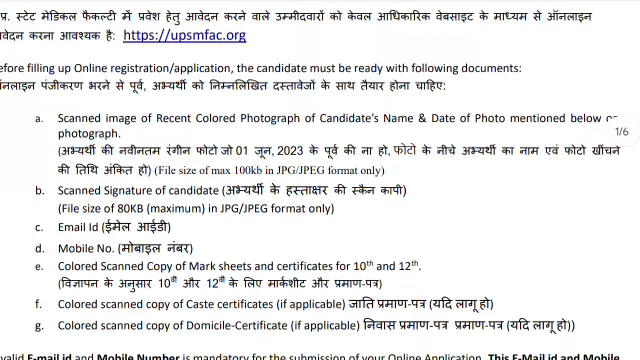 प्र. स्टेट मेडिकल फैकल्टी में प्रवेश हेतु आवेदन करने वाले उम्मीदवारों को केवल आधिकारिक वेबसाइट के माध्यम से ऑनलाइन
वेदन करना आवश्यक है: https://upsmfac.org
efore filling up Online registration/application, the candidate must be ready with following documents:
नलाइन पंजीकरण भरने से पूर्व, अभ्यर्थी को निम्नलिखित दस्तावेजों के साथ तैयार होना चाहिए:
a. Scanned image of Recent Colored Photograph of Candidate's Name & Date of Photo mentioned below
1/6
photograph.
(अभ्यर्थी की नवीनतम रंगीन फोटो जो 01 जून, 2023 के पूर्व की ना हो, फोटो के नीचे अभ्यर्थी का नाम एवं फोटो खींचने
की तिथि अंकित हो) (File size of max 100kb in JPG/JPEG format only)
b. Scanned Signature of candidate (अभ्यर्थी के हस्ताक्षर की स्कैन कापी)
(File size of 80KB (maximum) in JPG/JPEG format only)
c. Email Id (ईमेल आईडी)
d. Mobile No. (मोबाइल नंबर)
e. Colored Scanned Copy of Mark sheets and certificates for 10th and 12th.
(विज्ञापन के अनुसार 10वी और 12वी के लिए मार्कशीट और प्रमाण-पत्र)
f. Colored scanned copy of Caste certificates (if applicable) जाति प्रमाण-पत्र (यदि लागू हो)
g. Colored scanned copy of Domicile-Certificate (if applicable) निवास प्रमाण-पत्र प्रमाण-पत्र (यदि लागू हो))
valid E-mail id and Mobile Number is mandatory for the submission of your Online Application. This E-mail id and Mobile